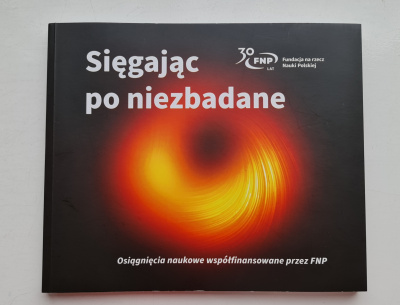 Sięgając
po niezbadane
30 FNP
LAT
Fundacja na rzecz
Nauki Polskiej
Osiągnięcia naukowe współfinansowane przez FNP